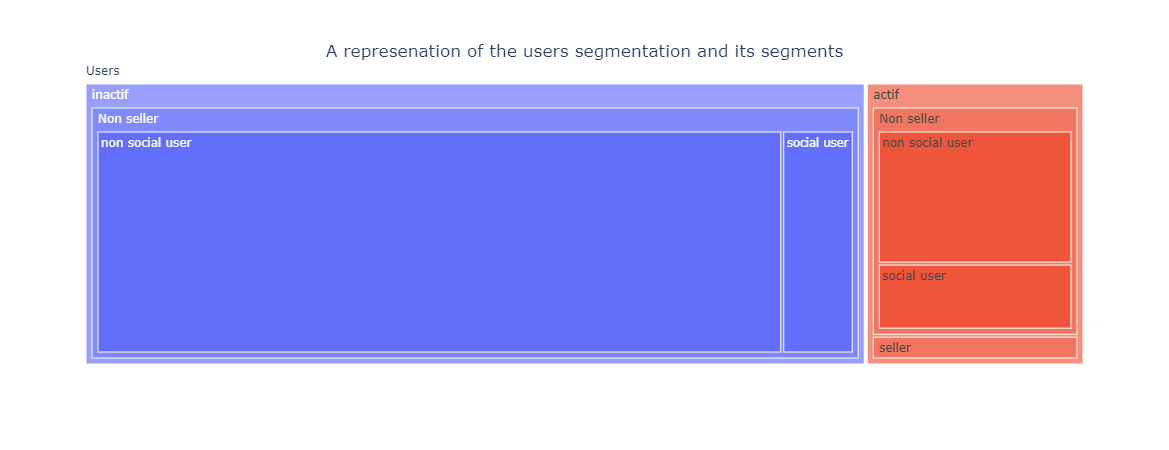 A represenation of the users segmentation and its segments
Users
inactif
Non seller
non social user
social user
actif
Non seller
non social user
social user
seller